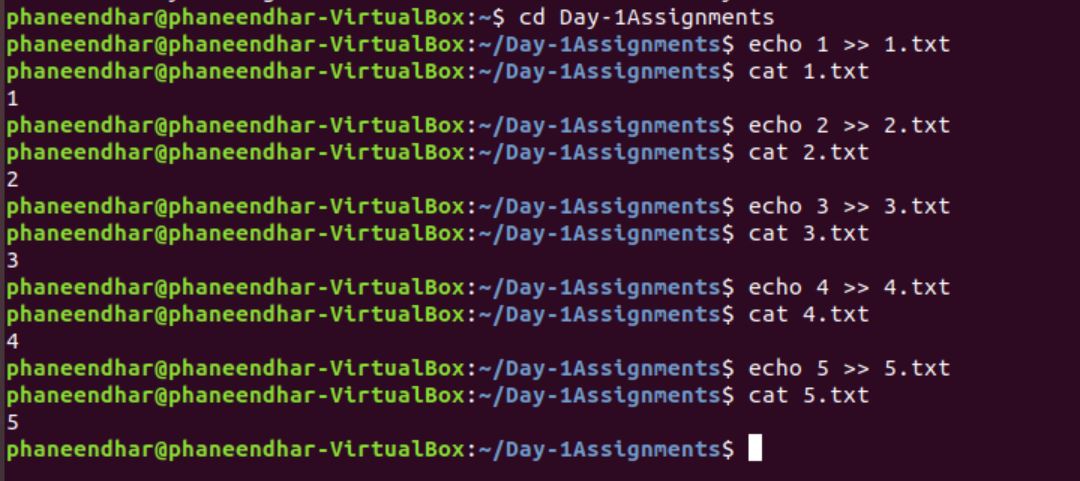 phaneendhar@phaneendhar-VirtualBox:~$ cd Day-1Assignments
phaneendhar@phaneendhar-VirtualBox:~/Day-1Assignments$ echo 1 >> 1.txt
phaneendhar@phaneendhar-VirtualBox:~/Day-1Assignments$ cat 1.txt
1
phaneendhar@phaneendhar-VirtualBox:~/Day-1Assignments$ echo 2 >> 2.txt
phaneendhar@phaneendhar-VirtualBox:~/Day-1Assignments$ cat 2.txt
2
phaneendhar@phaneendhar-VirtualBox:~/Day-1Assignments$ echo 3 >> 3.txt
phaneendhar@phaneendhar-VirtualBox:~/Day-1Assignments$ cat 3.txt
3
phaneendhar@phaneendhar-VirtualBox:~/Day-1Assignments$ echo 4 >> 4.txt
phaneendhar@phaneendhar-VirtualBox:~/Day-1Assignments$ cat 4.txt
4
phaneendhar@phaneendhar-VirtualBox:~/Day-1Assignments$ echo 5 >> 5.txt
phaneendhar@phaneendhar-VirtualBox:~/Day-1Assignments$ cat 5.txt
5
phaneendhar@phaneendhar-VirtualBox:~/Day-1Assignments$